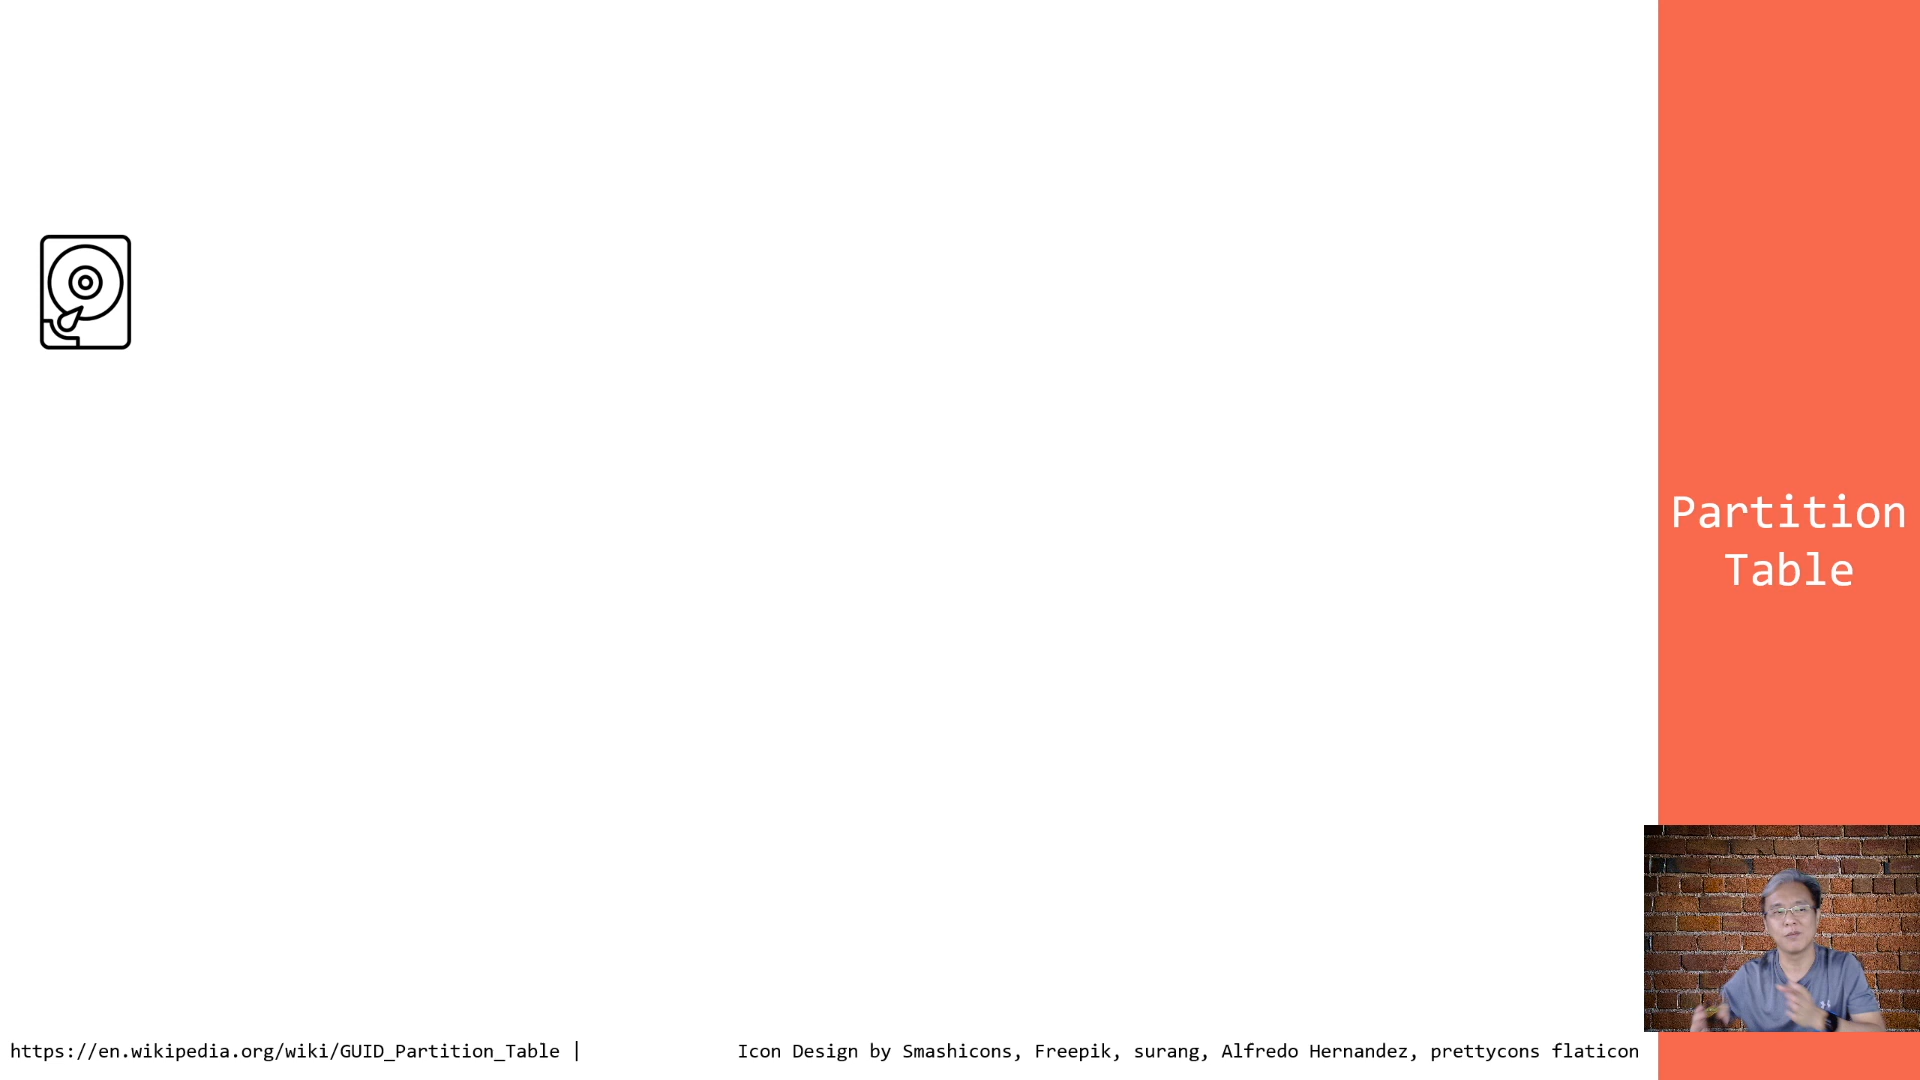 Partition
Table
https://en.wikipedia.org/wiki/GUID_Partition_Table |
Icon Design by Smashicons, Freepik, surang, Alfredo Hernandez, prettycons flaticon